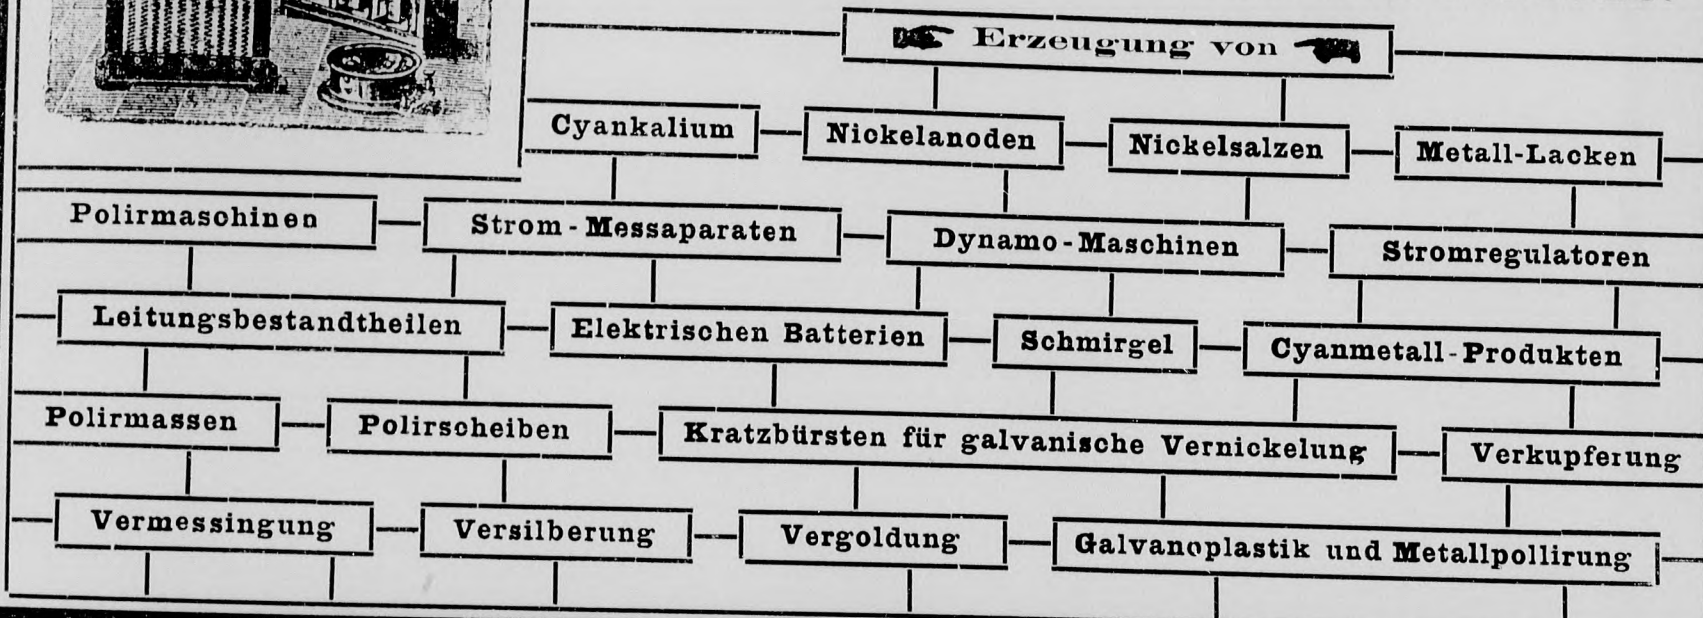 Erzeugung von
Cyankalium Nickelanoden Nickelsalzen Metall-Lacken
Polirmaschinen Strom-Messaparaten Dynamo-Maschinen Stromregulatoren
Leitungsbestandtheilen Elektrischen Batterien Schmirgel Cyanmetall-Produkten
Polirmassen Polirscheiben Kratzbürsten für galvanische Vernickelung Verkupferung
Vermessingung Versilberung Vergoldung Galvanoplastik und Metallpollirung